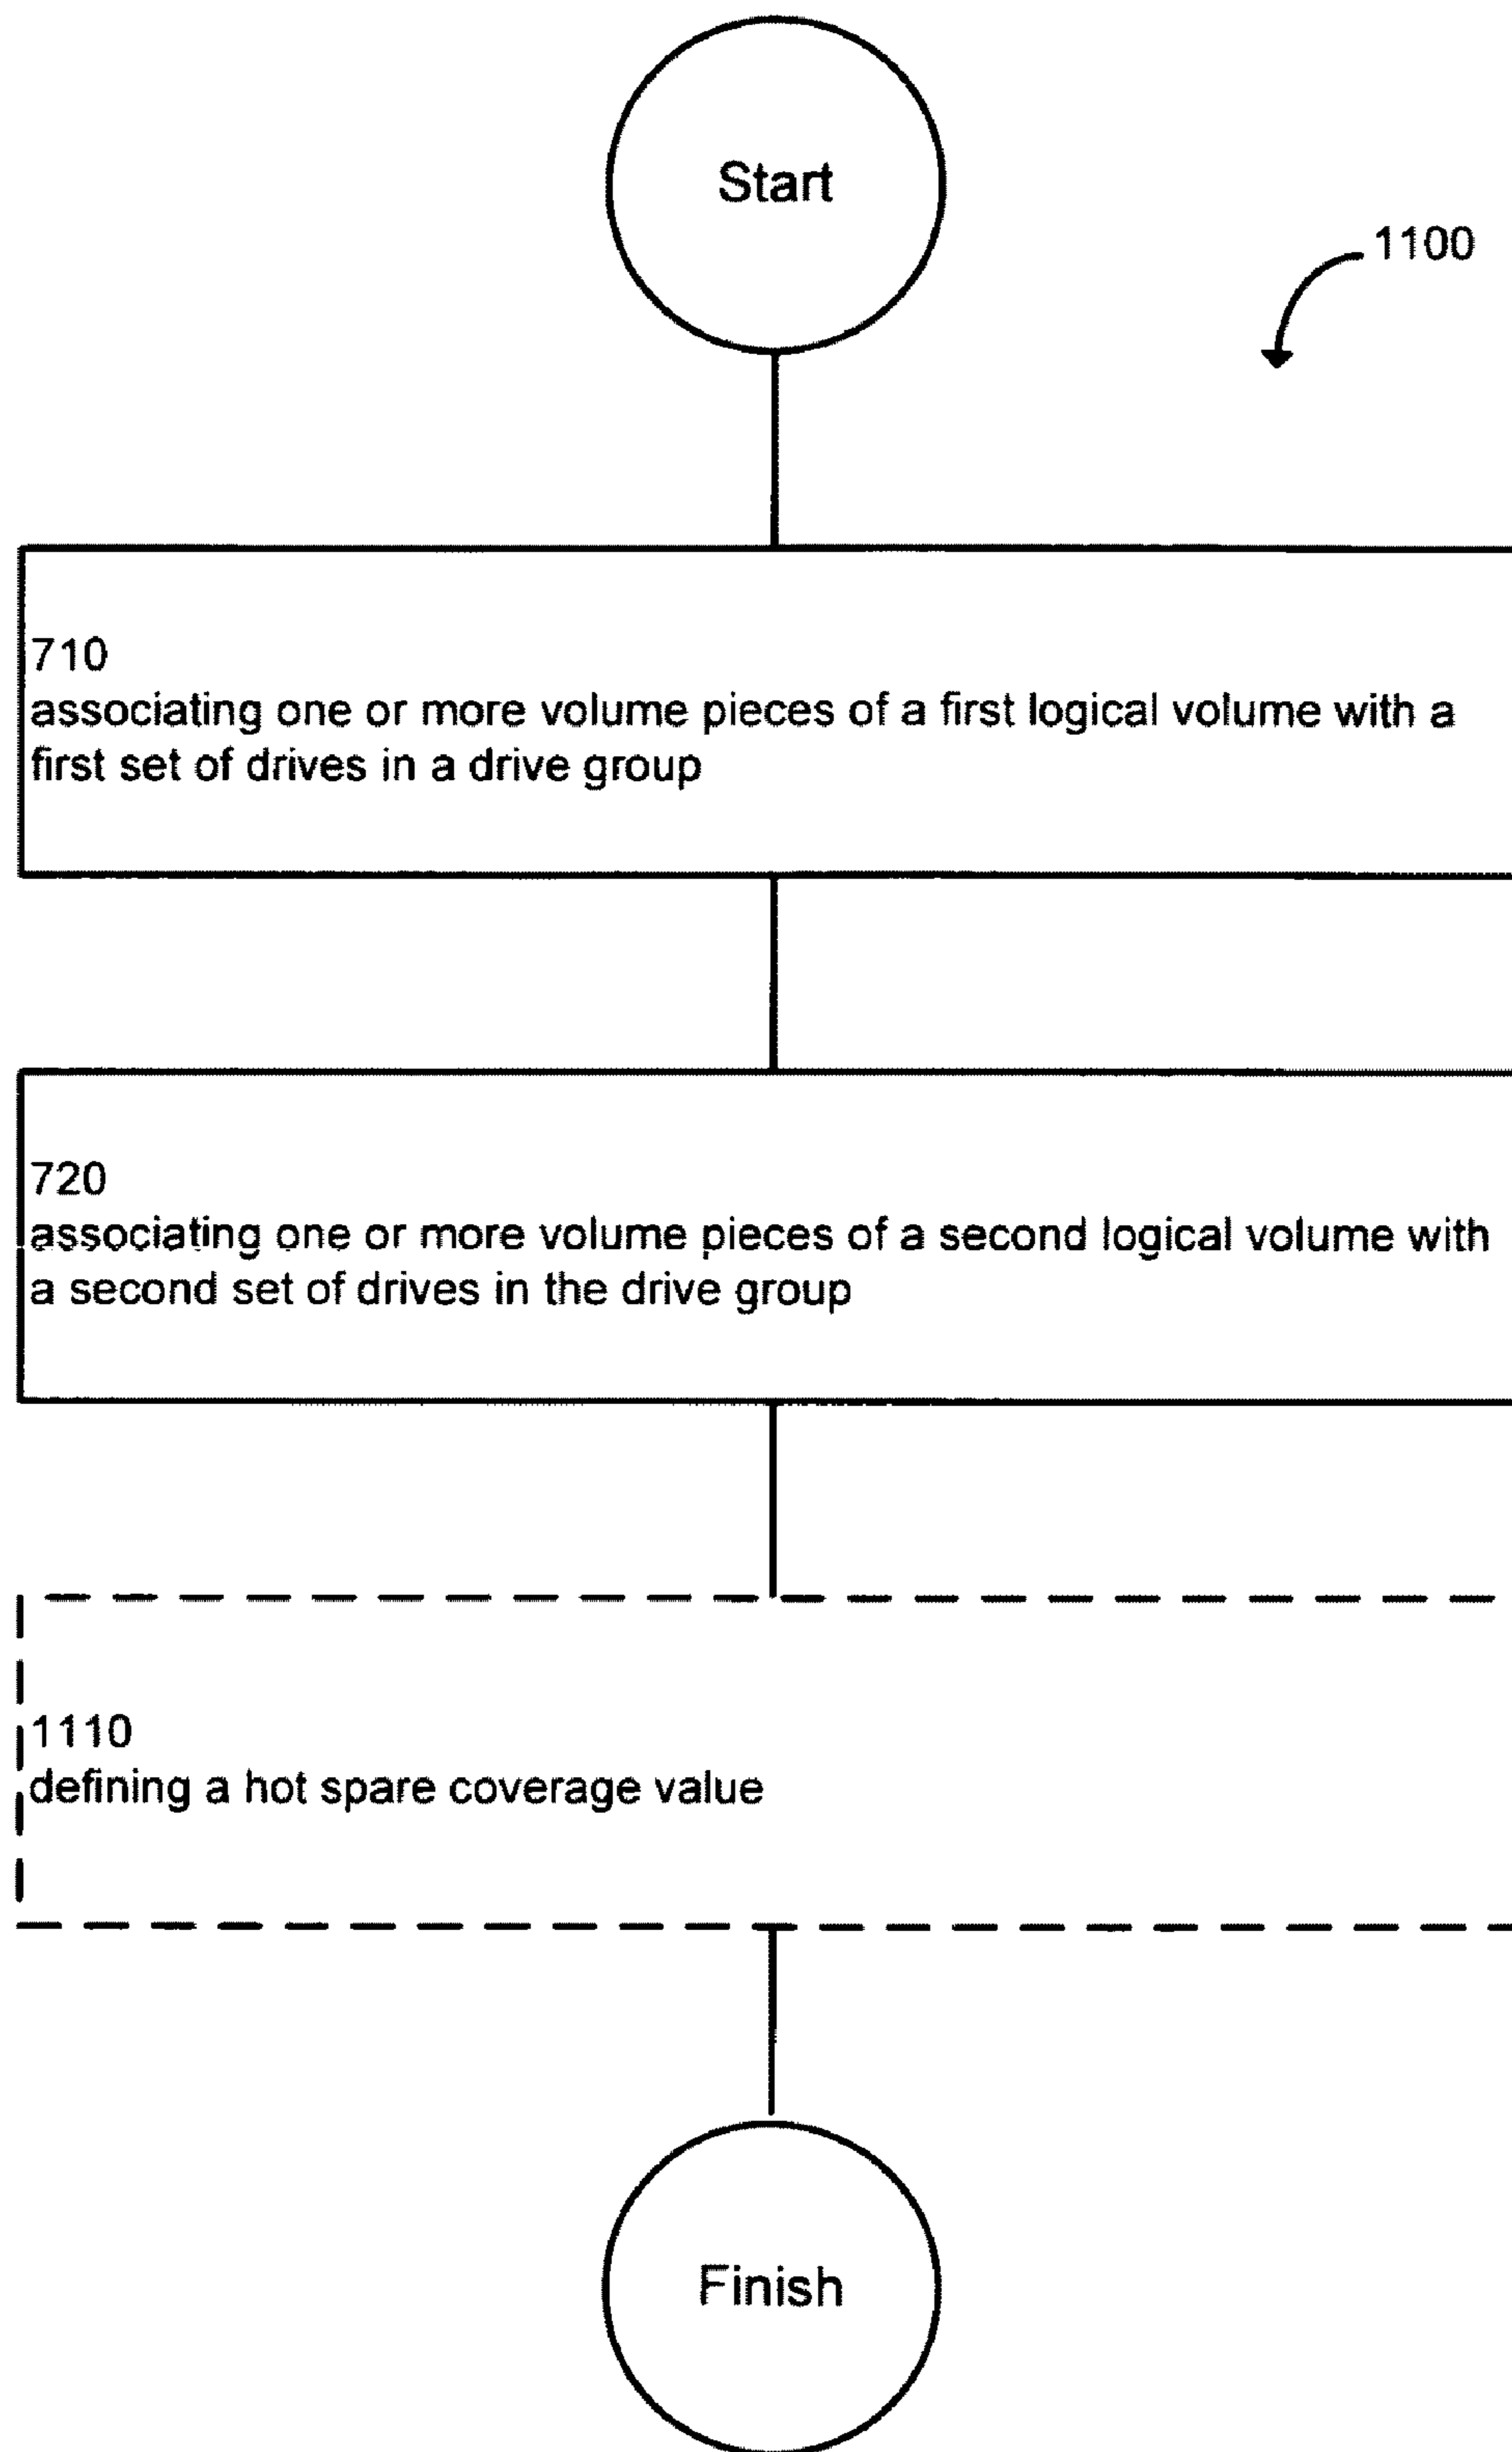 Start
1100
710
associating one or more volume pieces of a first logical volume with a
first set of drives in a drive group
720
associating one or more volume pieces of a second logical volume with
a second set of drives in the drive group
1110
defining a hot spare coverage value
Finish